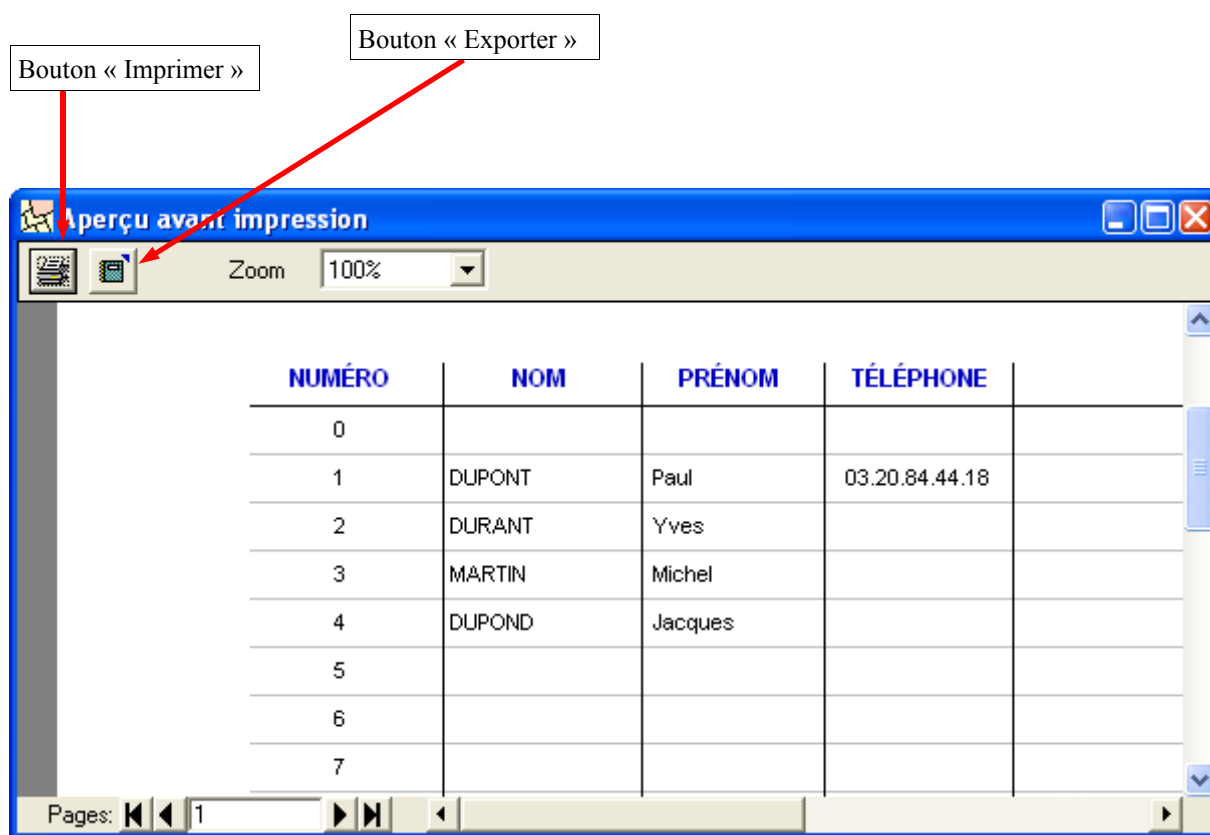 Bouton « Exporter »
Bouton « Imprimer »
Aperçu avant impression
Zoom 100%
NUMÉRO NOM PRÉNOM TÉLÉPHONE
0
1 DUPONT Paul 03.20.84.44.18
2 DURANT Yves
3 MARTIN Michel
4 DUPOND Jacques
5
6
7
Pages: 1